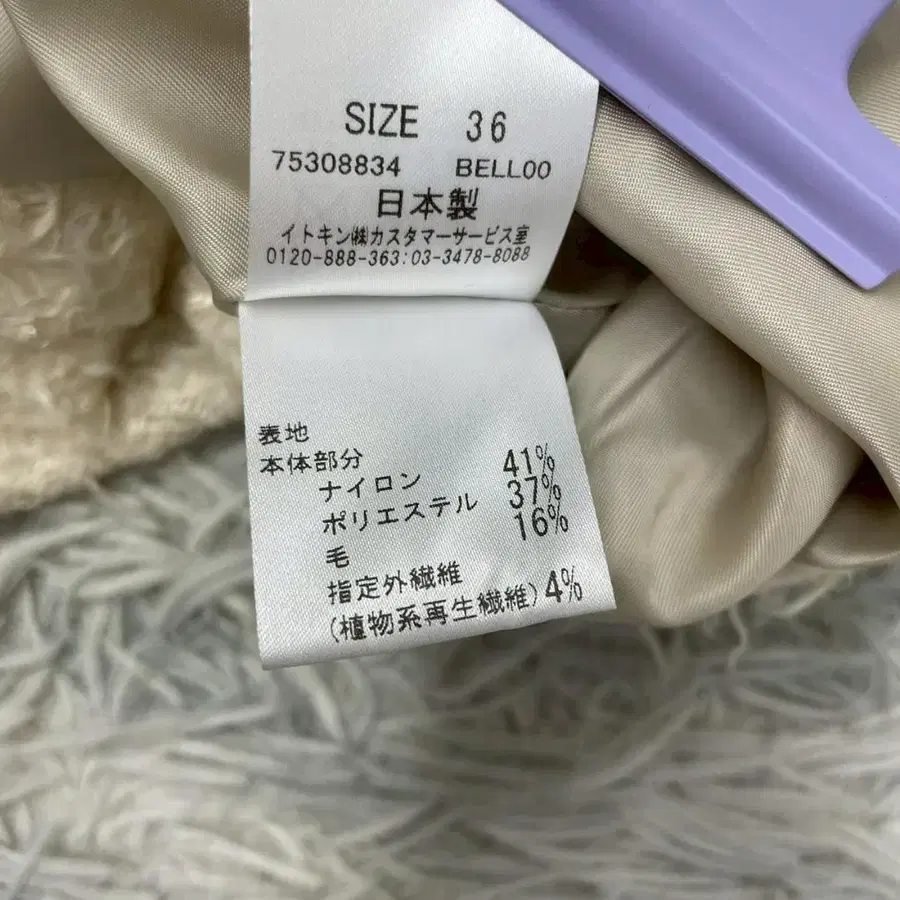 SIZE 36
75308834 BELL00
日本製
イトキン㈱カスタマーサービス室
0120-888-363:03-3478-8088
表地
本体部分
ナイロン 41%
ポリエステル 37%
毛 16%
指定外繊維
(植物系再生繊維) 4%